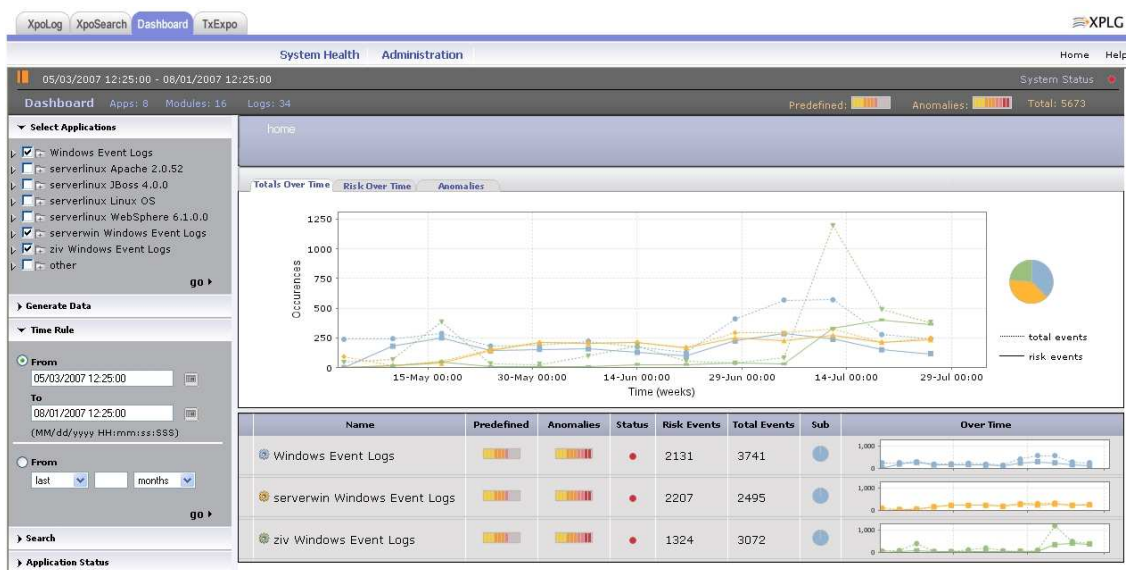 XpoLog XpoSearch Dashboard TxExpo
XPLG
System Health Administration
Home Help
05/03/2007 12:25:00 - 08/01/2007 12:25:00
System Status
Dashboard Apps: 8 Modules: 16 Logs: 34
Predefined: Anomalies: Total: 5673
Select Applications
Windows Event Logs
serverlinux Apache 2.0.52
serverlinux JBoss 4.0.0
serverlinux Linux OS
serverlinux WebSphere 6.1.0.0
serverwin Windows Event Logs
ziv Windows Event Logs
other
go
Generate Data
Time Rule
From
05/03/2007 12:25:00
To
08/01/2007 12:25:00
(MM/dd/yyyy HH:mm:ss:SSS)
From
last months
go
Search
Application Status
home
Totals Over Time Risk Over Time Anomalies
Occurences
1250
1000
750
500
250
0
15-May 00:00 30-May 00:00 14-Jun 00:00 29-Jun 00:00 14-Jul 00:00 29-Jul 00:00
Time (weeks)
total events
risk events
Name Predefined Anomalies Status Risk Events Total Events Sub Over Time
Windows Event Logs 2131 3741
1,000
0
serverwin Windows Event Logs 2207 2495
1,000
0
ziv Windows Event Logs 1324 3072
1,000
0